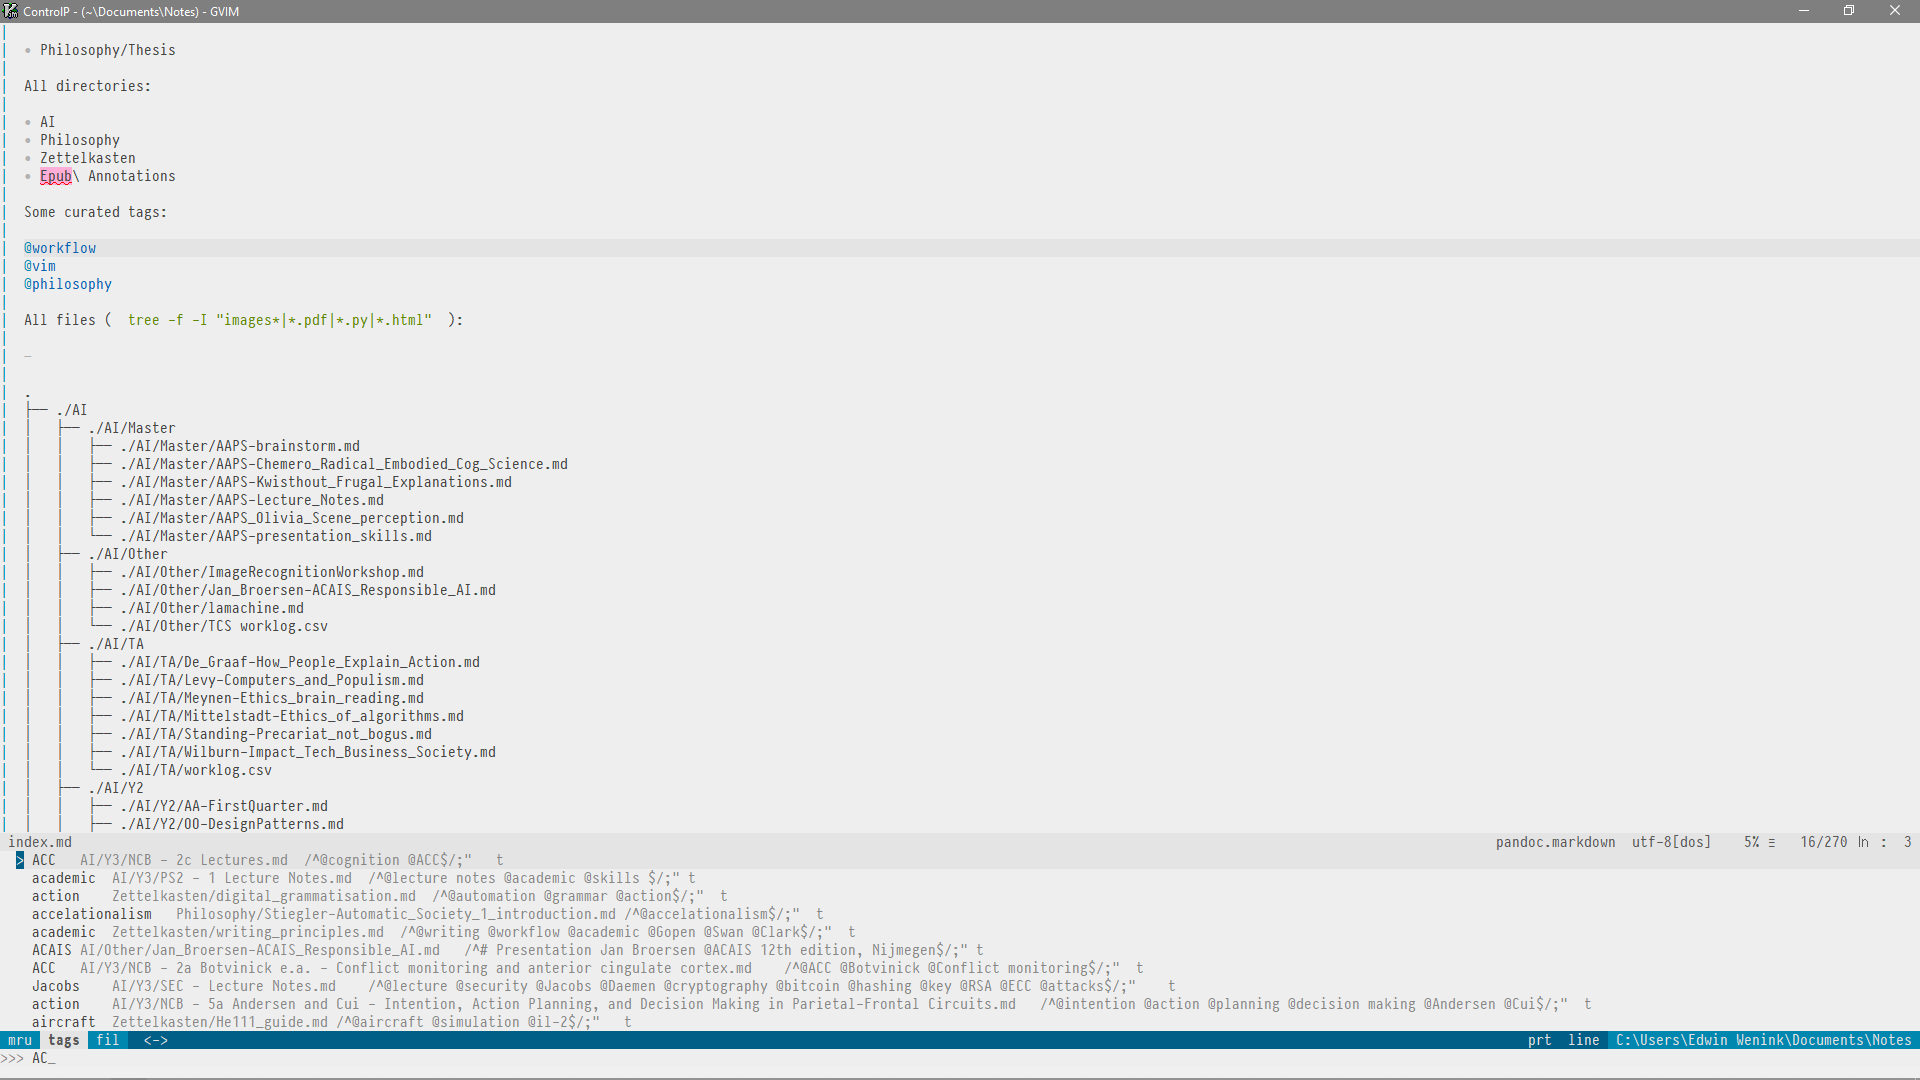 ControlP - (~\Documents\Notes) - GVIM
• Philosophy/Thesis
All directories:
• AI
• Philosophy
• Zettelkasten
• Epub\ Annotations
Some curated tags:
@workflow
@vim
@philosophy
All files (  tree -f -I "images*|*.pdf|*.py|*.html"  ):
—
.
├── ./AI
│   ├── ./AI/Master
│   │   ├── ./AI/Master/AAPS-brainstorm.md
│   │   ├── ./AI/Master/AAPS-Chemero_Radical_Embodied_Cog_Science.md
│   │   ├── ./AI/Master/AAPS-Kwisthout_Frugal_Explanations.md
│   │   ├── ./AI/Master/AAPS-Lecture_Notes.md
│   │   ├── ./AI/Master/AAPS_Olivia_Scene_perception.md
│   │   └── ./AI/Master/AAPS-presentation_skills.md
│   ├── ./AI/Other
│   │   ├── ./AI/Other/ImageRecognitionWorkshop.md
│   │   ├── ./AI/Other/Jan_Broersen-ACAIS_Responsible_AI.md
│   │   ├── ./AI/Other/lamachine.md
│   │   └── ./AI/Other/TCS worklog.csv
│   ├── ./AI/TA
│   │   ├── ./AI/TA/De_Graaf-How_People_Explain_Action.md
│   │   ├── ./AI/TA/Levy-Computers_and_Populism.md
│   │   ├── ./AI/TA/Meynen-Ethics_brain_reading.md
│   │   ├── ./AI/TA/Mittelstadt-Ethics_of_algorithms.md
│   │   ├── ./AI/TA/Standing-Precariat_not_bogus.md
│   │   ├── ./AI/TA/Wilburn-Impact_Tech_Business_Society.md
│   │   └── ./AI/TA/worklog.csv
│   ├── ./AI/Y2
│   │   ├── ./AI/Y2/AA-FirstQuarter.md
│   │   ├── ./AI/Y2/OO-DesignPatterns.md
index.md pandoc.markdown utf-8[dos] 5% ≡ 16/270 ln : 3
> ACC AI/Y3/NCB - 2c Lectures.md /^@cognition @ACC$/;" t
academic AI/Y3/PS2 - 1 Lecture Notes.md /^@lecture notes @academic @skills $/;" t
action Zettelkasten/digital_grammatisation.md /^@automation @grammar @action$/;" t
accelationalism Philosophy/Stiegler-Automatic_Society_1_introduction.md /^@accelationalism$/;" t
academic Zettelkasten/writing_principles.md /^@writing @workflow @academic @Gopen @Swan @Clark$/;" t
ACAIS AI/Other/Jan_Broersen-ACAIS_Responsible_AI.md /^# Presentation Jan Broersen @ACAIS 12th edition, Nijmegen$/;" t
ACC AI/Y3/NCB - 2a Botvinick e.a. - Conflict monitoring and anterior cingulate cortex.md /^@ACC @Botvinick @Conflict monitoring$/;" t
Jacobs AI/Y3/SEC - Lecture Notes.md /^@lecture @security @Jacobs @Daemen @cryptography @bitcoin @hashing @key @RSA @ECC @attacks$/;" t
action AI/Y3/NCB - 5a Andersen and Cui - Intention, Action Planning, and Decision Making in Parietal-Frontal Circuits.md /^@intention @action @planning @decision making @Andersen @Cui$/;" t
aircraft Zettelkasten/He111_guide.md /^@aircraft @simulation @il-2$/;" t
mru tags fil <-> prt line C:\Users\Edwin Wenink\Documents\Notes
>>> AC_